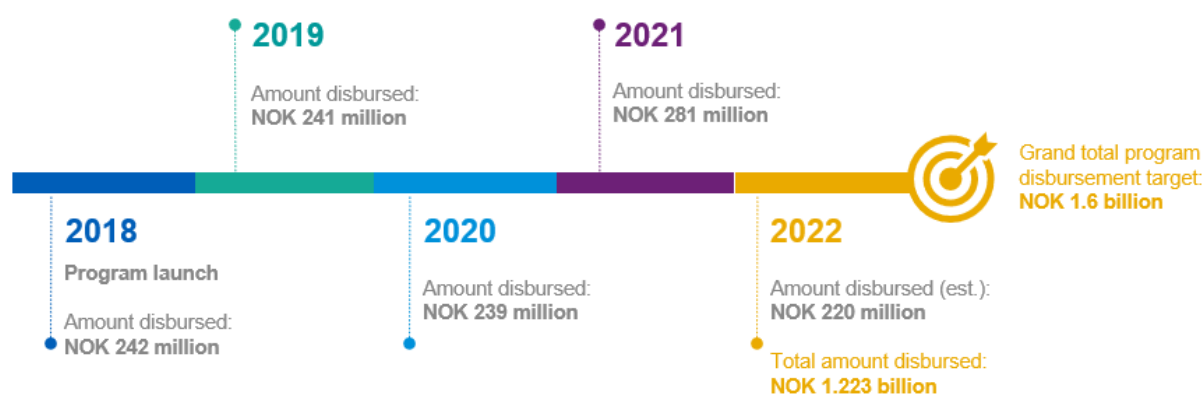 2018
Program launch
Amount disbursed:
NOK 242 million
2019
Amount disbursed:
NOK 241 million
2020
Amount disbursed:
NOK 239 million
2021
Amount disbursed:
NOK 281 million
2022
Amount disbursed (est.):
NOK 220 million
Total amount disbursed:
NOK 1.223 billion
Grand total program
disbursement target:
NOK 1.6 billion